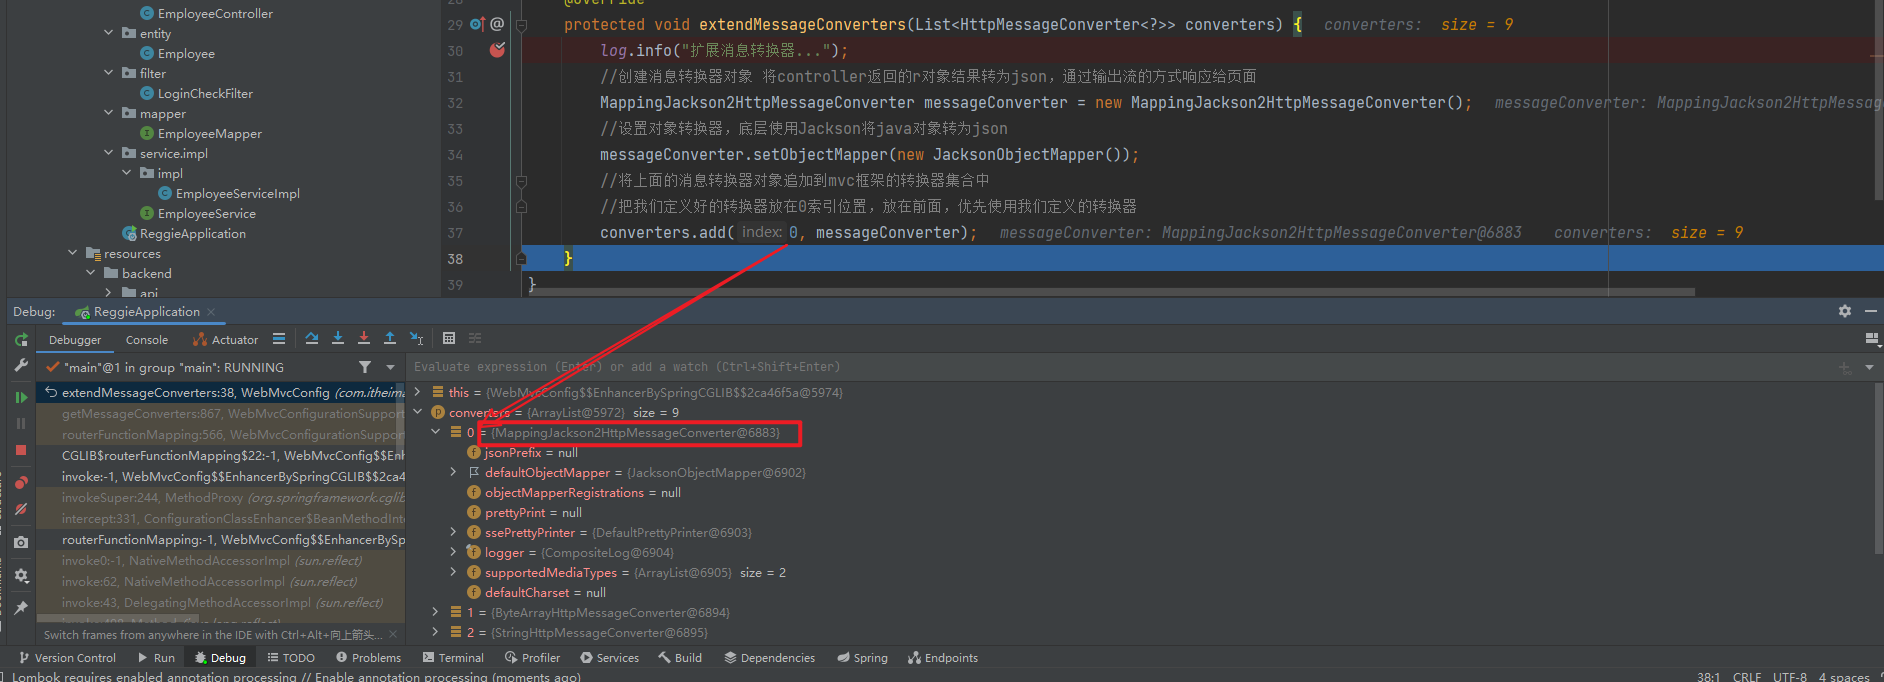 EmployeeController
entity
Employee
filter
LoginCheckFilter
mapper
EmployeeMapper
service.impl
impl
EmployeeServiceImpl
EmployeeService
ReggieApplication
resources
backend
api
28 @Override
29 @ protected void extendMessageConverters(List<HttpMessageConverter<?>> converters) { converters: size = 9
30 log.info("扩展消息转换器...");
31 //创建消息转换器对象 将controller返回的r对象结果转为json，通过输出流的方式响应给页面
32 MappingJackson2HttpMessageConverter messageConverter = new MappingJackson2HttpMessageConverter(); messageConverter: MappingJackson2HttpMessag
33 //设置对象转换器，底层使用Jackson将java对象转为json
34 messageConverter.setObjectMapper(new JacksonObjectMapper());
35 //将上面的消息转换器对象追加到mvc框架的转换器集合中
36 //把我们定义好的转换器放在0索引位置，放在前面，优先使用我们定义的转换器
37 converters.add( index: 0, messageConverter); messageConverter: MappingJackson2HttpMessageConverter@6883 converters: size = 9
38 }
39 }
Debug: ReggieApplication
Debugger Console Actuator
"main"@1 in group "main": RUNNING
extendMessageConverters:38, WebMvcConfig (com.itheima
getMessageConverters:867, WebMvcConfigurationSupport
routerFunctionMapping:566, WebMvcConfigurationSuppor
CGLIB$routerFunctionMapping$22:-1, WebMvcConfig$$Enh
invoke:-1, WebMvcConfig$$EnhancerBySpringCGLIB$$2ca4
invokeSuper:244, MethodProxy (org.springframework.cglib
intercept:331, ConfigurationClassEnhancer$BeanMethodInte
routerFunctionMapping:-1, WebMvcConfig$$EnhancerBySp
invoke0:-1, NativeMethodAccessorImpl (sun.reflect)
invoke:62, NativeMethodAccessorImpl (sun.reflect)
invoke:43, DelegatingMethodAccessorImpl (sun.reflect)
Switch frames from anywhere in the IDE with Ctrl+Alt+向上箭头...
Evaluate expression (Enter) or add a watch (Ctrl+Shift+Enter)
this = {WebMvcConfig$$EnhancerBySpringCGLIB$$2ca46f5a@5974}
converters = {ArrayList@5972} size = 9
0 = {MappingJackson2HttpMessageConverter@6883}
jsonPrefix = null
defaultObjectMapper = {JacksonObjectMapper@6902}
objectMapperRegistrations = null
prettyPrint = null
ssePrettyPrinter = {DefaultPrettyPrinter@6903}
logger = {CompositeLog@6904}
supportedMediaTypes = {ArrayList@6905} size = 2
defaultCharset = null
1 = {ByteArrayHttpMessageConverter@6894}
2 = {StringHttpMessageConverter@6895}
Version Control Run Debug TODO Problems Terminal Profiler Services Build Dependencies Spring Endpoints
Lombok requires enabled annotation processing // Enable annotation processing (moments ago) 38:1 CRLF UTF-8 4 spaces